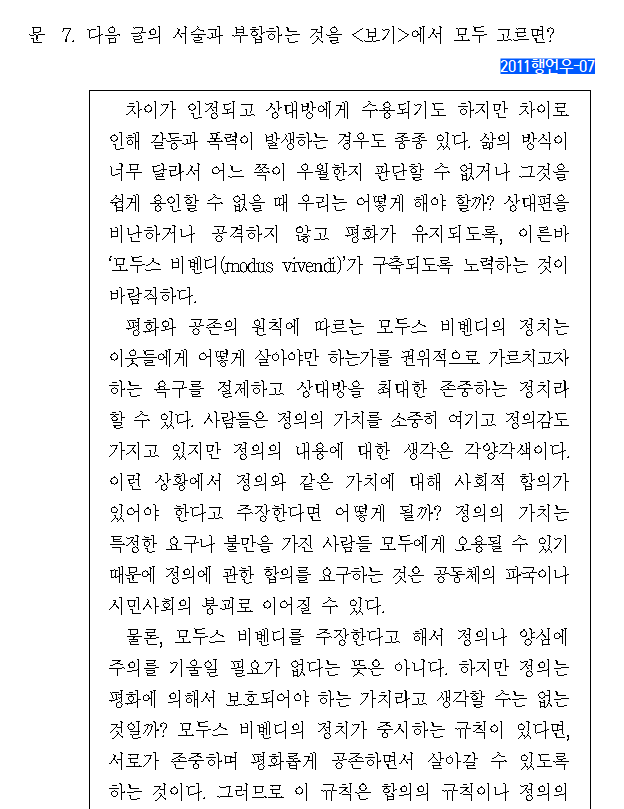 문 7. 다음 글의 서술과 부합하는 것을 <보기>에서 모두 고르면?
2011행언우-07
차이가 인정되고 상대방에게 수용되기도 하지만 차이로
인해 갈등과 폭력이 발생하는 경우도 종종 있다. 삶의 방식이
너무 달라서 어느 쪽이 우월한지 판단할 수 없거나 그것을
쉽게 용인할 수 없을 때 우리는 어떻게 해야 할까? 상대편을
비난하거나 공격하지 않고 평화가 유지되도록, 이른바
‘모두스 비벤디(modus vivendi)’가 구축되도록 노력하는 것이
바람직하다.
평화와 공존의 원칙에 따르는 모두스 비벤디의 정치는
이웃들에게 어떻게 살아야만 하는가를 권위적으로 가르치고자
하는 욕구를 절제하고 상대방을 최대한 존중하는 정치라
할 수 있다. 사람들은 정의의 가치를 소중히 여기고 정의감도
가지고 있지만 정의의 내용에 대한 생각은 각양각색이다.
이런 상황에서 정의와 같은 가치에 대해 사회적 합의가
있어야 한다고 주장한다면 어떻게 될까? 정의의 가치는
특정한 요구나 불만을 가진 사람들 모두에게 오용될 수 있기
때문에 정의에 관한 합의를 요구하는 것은 공동체의 파국이나
시민사회의 붕괴로 이어질 수 있다.
물론, 모두스 비벤디를 주장한다고 해서 정의나 양심에
주의를 기울일 필요가 없다는 뜻은 아니다. 하지만 정의는
평화에 의해서 보호되어야 하는 가치라고 생각할 수는 없는
것일까? 모두스 비벤디의 정치가 중시하는 규칙이 있다면,
서로가 존중하며 평화롭게 공존하면서 살아갈 수 있도록
하는 것이다. 그러므로 이 규칙은 합의의 규칙이나 정의의